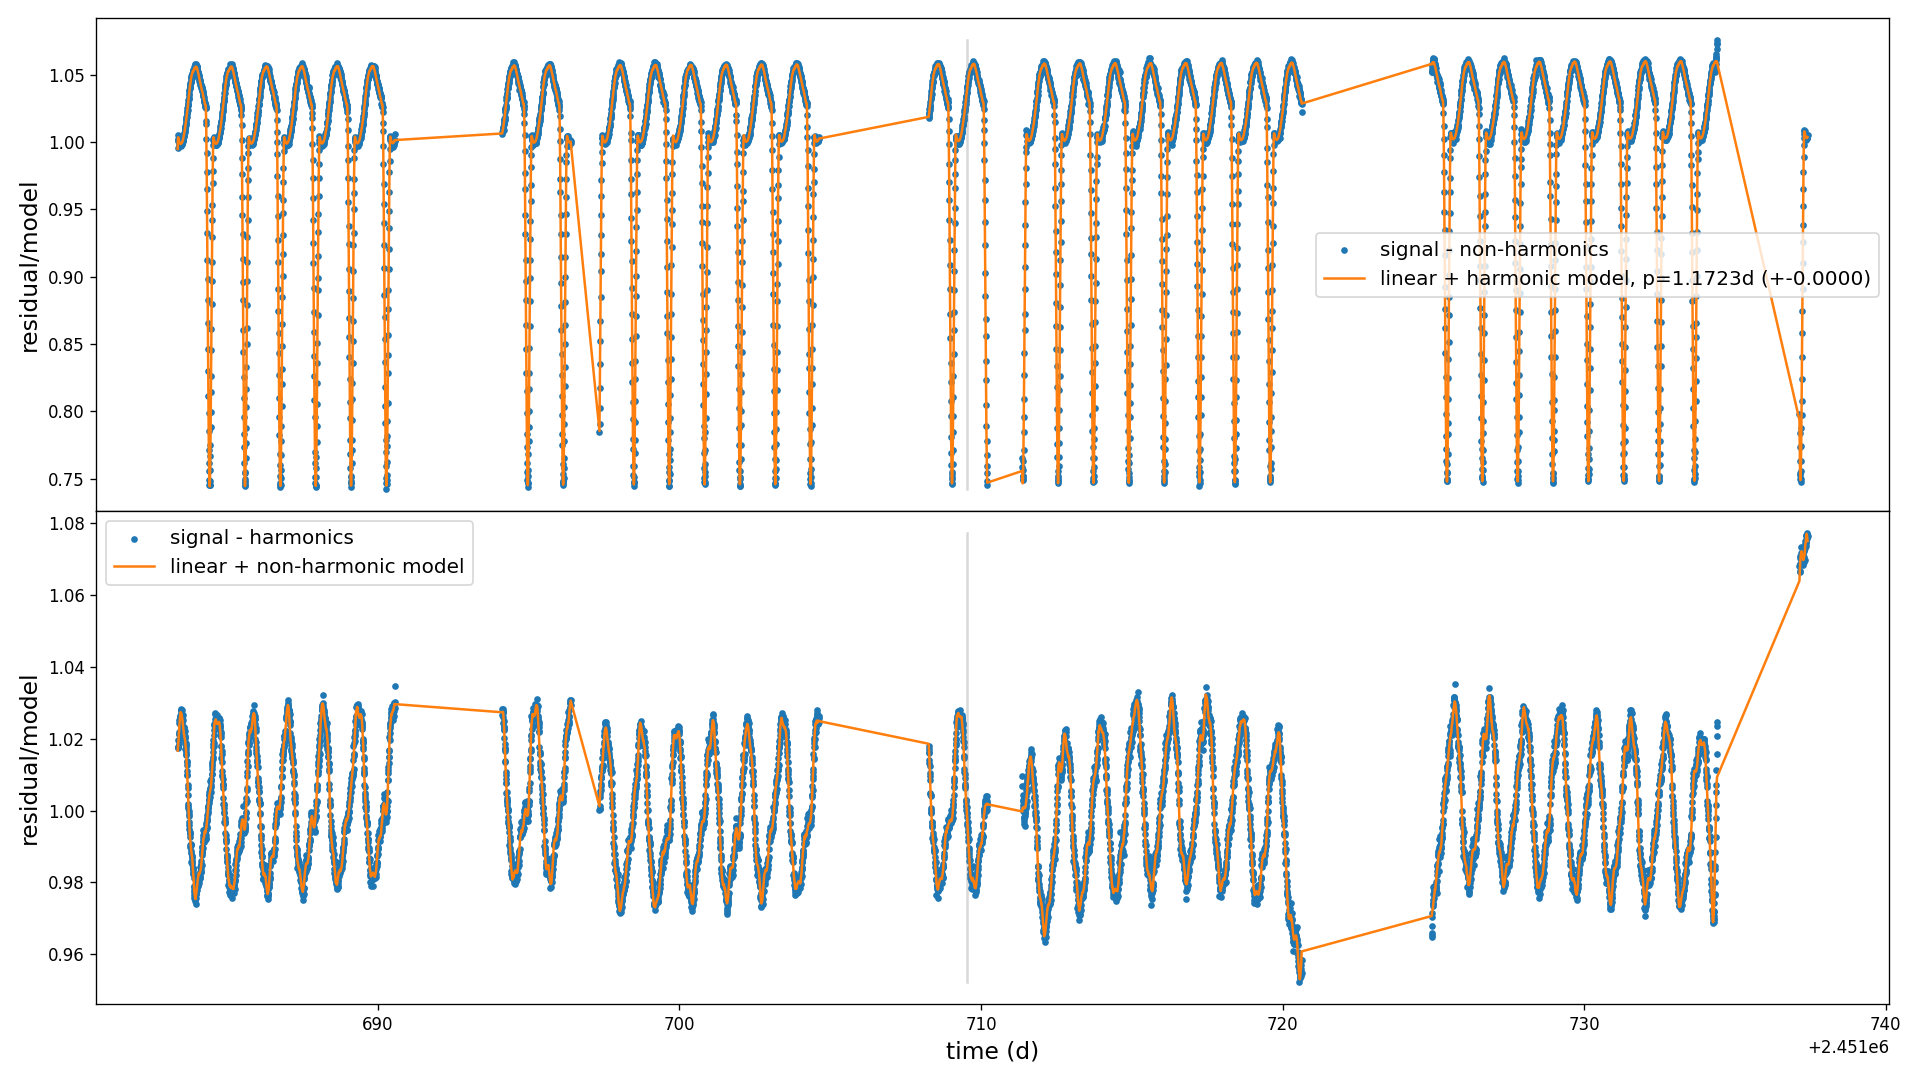 residual/model
1.05
1.00
0.95
0.90
0.85
0.80
0.75
signal - non-harmonics
linear + harmonic model, p=1.1723d (+-0.0000)
residual/model
1.08
1.06
1.04
1.02
1.00
0.98
0.96
signal - harmonics
linear + non-harmonic model
690 700 710 720 730 740
time (d)
+2.451e6